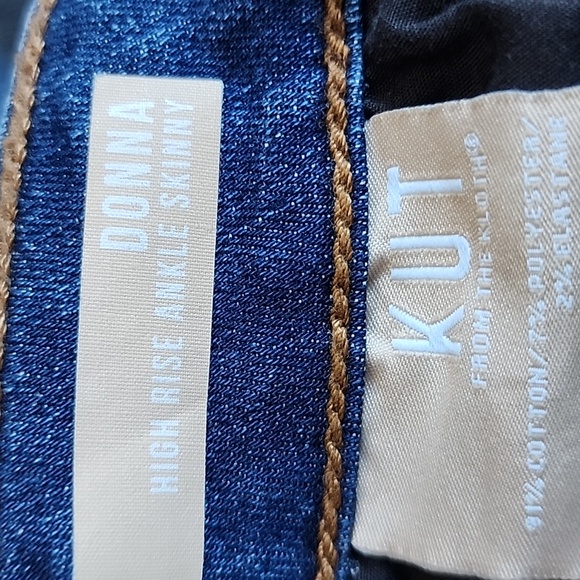 DONNA
HIGH RISE ANKLE SKINNY
KUT
FROM THE KLOTH®
91% COTTON/7% POLYESTER/
2% ELASTANE